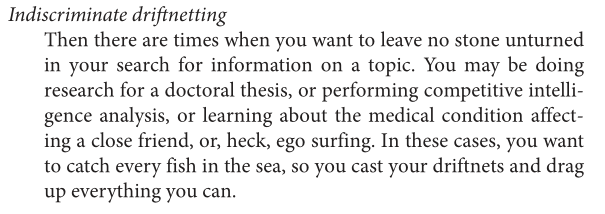 Indiscriminate driftnetting
Then there are times when you want to leave no stone unturned
in your search for information on a topic. You may be doing
research for a doctoral thesis, or performing competitive intelli-
gence analysis, or learning about the medical condition affect-
ing a close friend, or, heck, ego surfing. In these cases, you want
to catch every fish in the sea, so you cast your driftnets and drag
up everything you can.